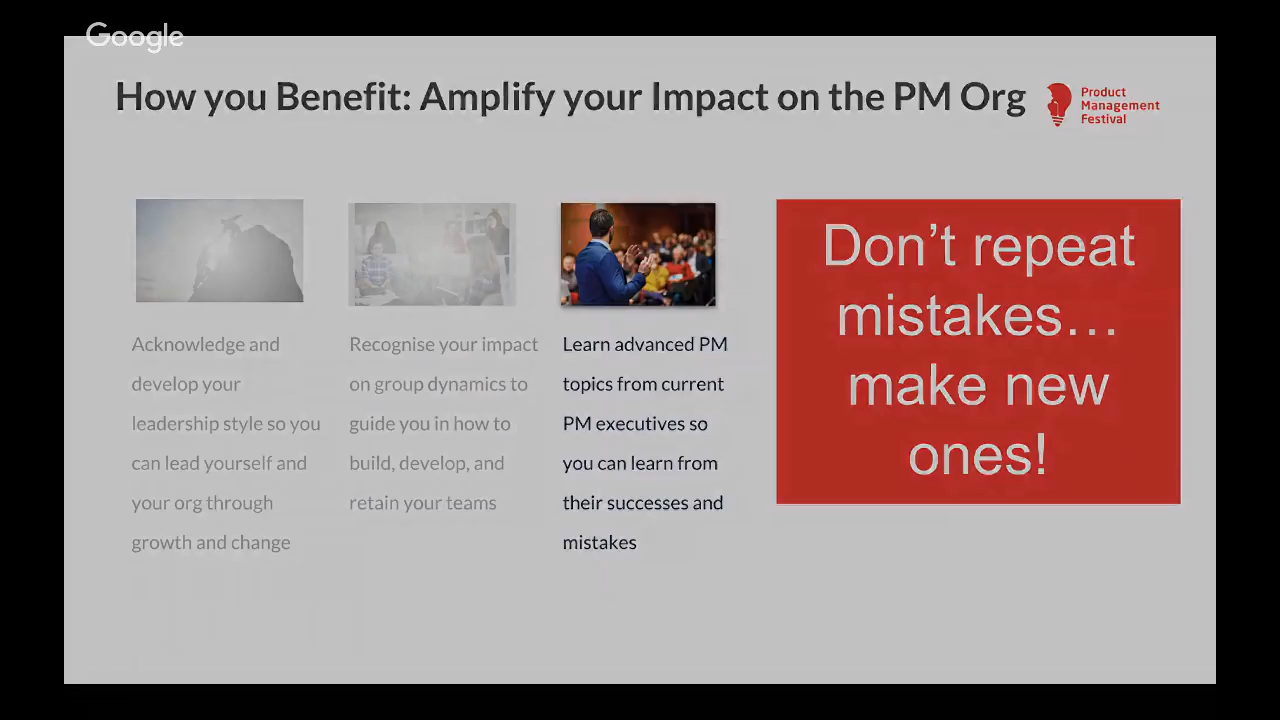 Google
How you Benefit: Amplify your Impact on the PM Org
Product
Management
Festival
Acknowledge and
develop your
leadership style so you
can lead yourself and
your org through
growth and change
Recognise your impact
on group dynamics to
guide you in how to
build, develop, and
retain your teams
Learn advanced PM
topics from current
PM executives so
you can learn from
their successes and
mistakes
Don’t repeat
mistakes…
make new
ones!